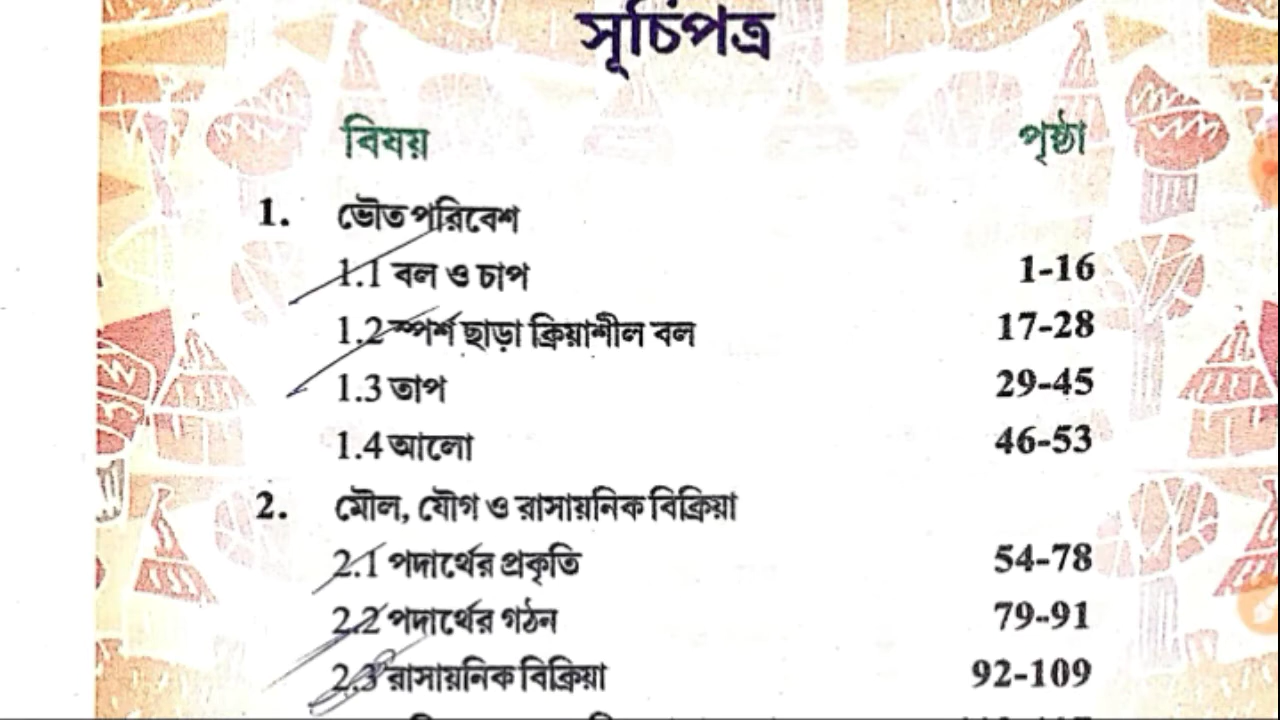 সূচিপত্র
বিষয় পৃষ্ঠা
1. ভৌত পরিবেশ
1.1 বল ও চাপ 1-16
1.2 স্পর্শ ছাড়া ক্রিয়াশীল বল 17-28
1.3 তাপ 29-45
1.4 আলো 46-53
2. মৌল, যৌগ ও রাসায়নিক বিক্রিয়া
2.1 পদার্থের প্রকৃতি 54-78
2.2 পদার্থের গঠন 79-91
2.3 রাসায়নিক বিক্রিয়া 92-109